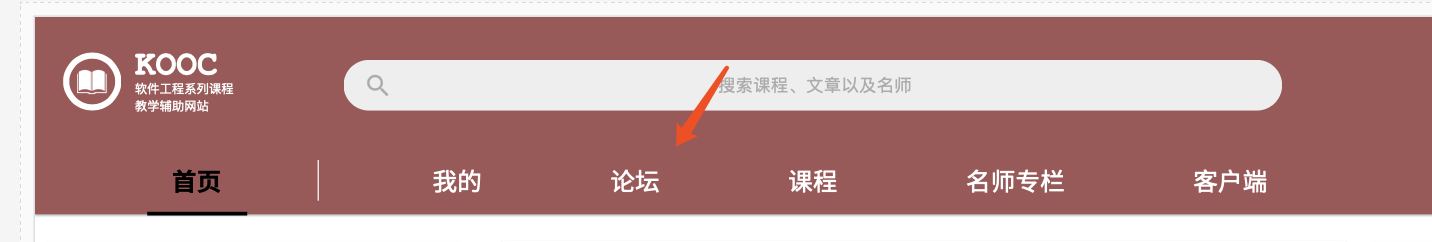 KOOC
软件工程系列课程
教学辅助网站
搜索课程、文章以及名师
首页
我的
论坛
课程
名师专栏
客户端